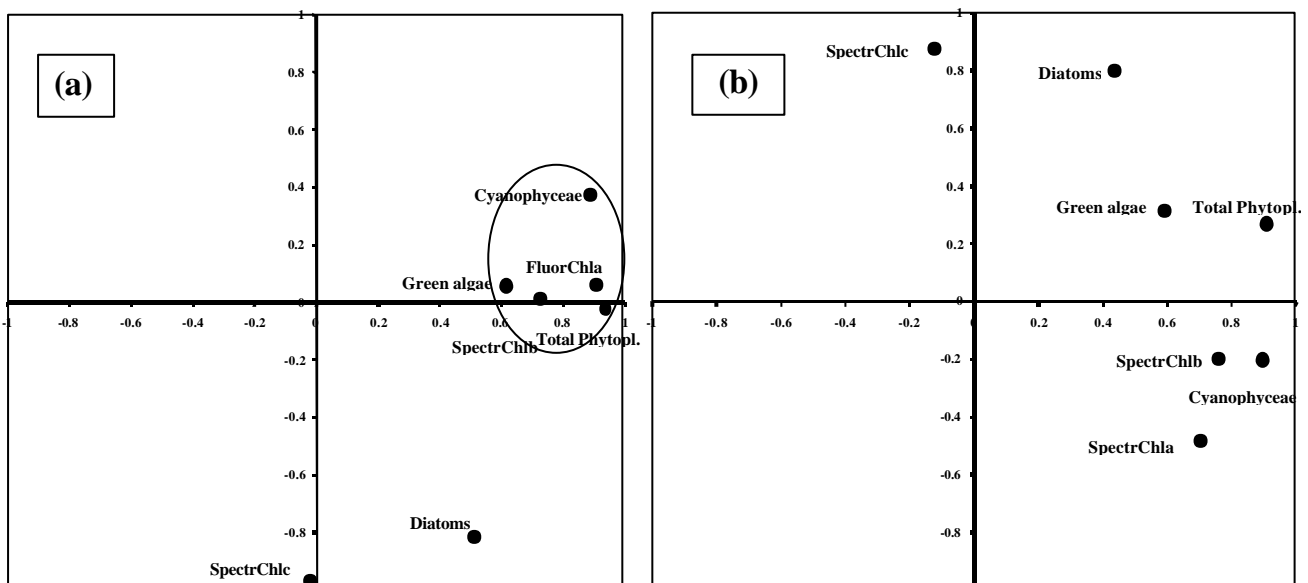 (a)
1
0.8
0.6
0.4
0.2
0
-0.2
-0.4
-0.6
-0.8
-1 -0.8 -0.6 -0.4 -0.2 0 0.2 0.4 0.6 0.8 1
Cyanophyceae
FluorChla
Green algae
SpectrChlb
Total Phytopl.
Diatoms
SpectrChlc
(b)
1
0.8
0.6
0.4
0.2
0
-0.2
-0.4
-0.6
-0.8
-1 -0.8 -0.6 -0.4 -0.2 0 0.2 0.4 0.6 0.8 1
SpectrChlc
Diatoms
Green algae
Total Phytopl.
SpectrChlb
Cyanophyceae
SpectrChla